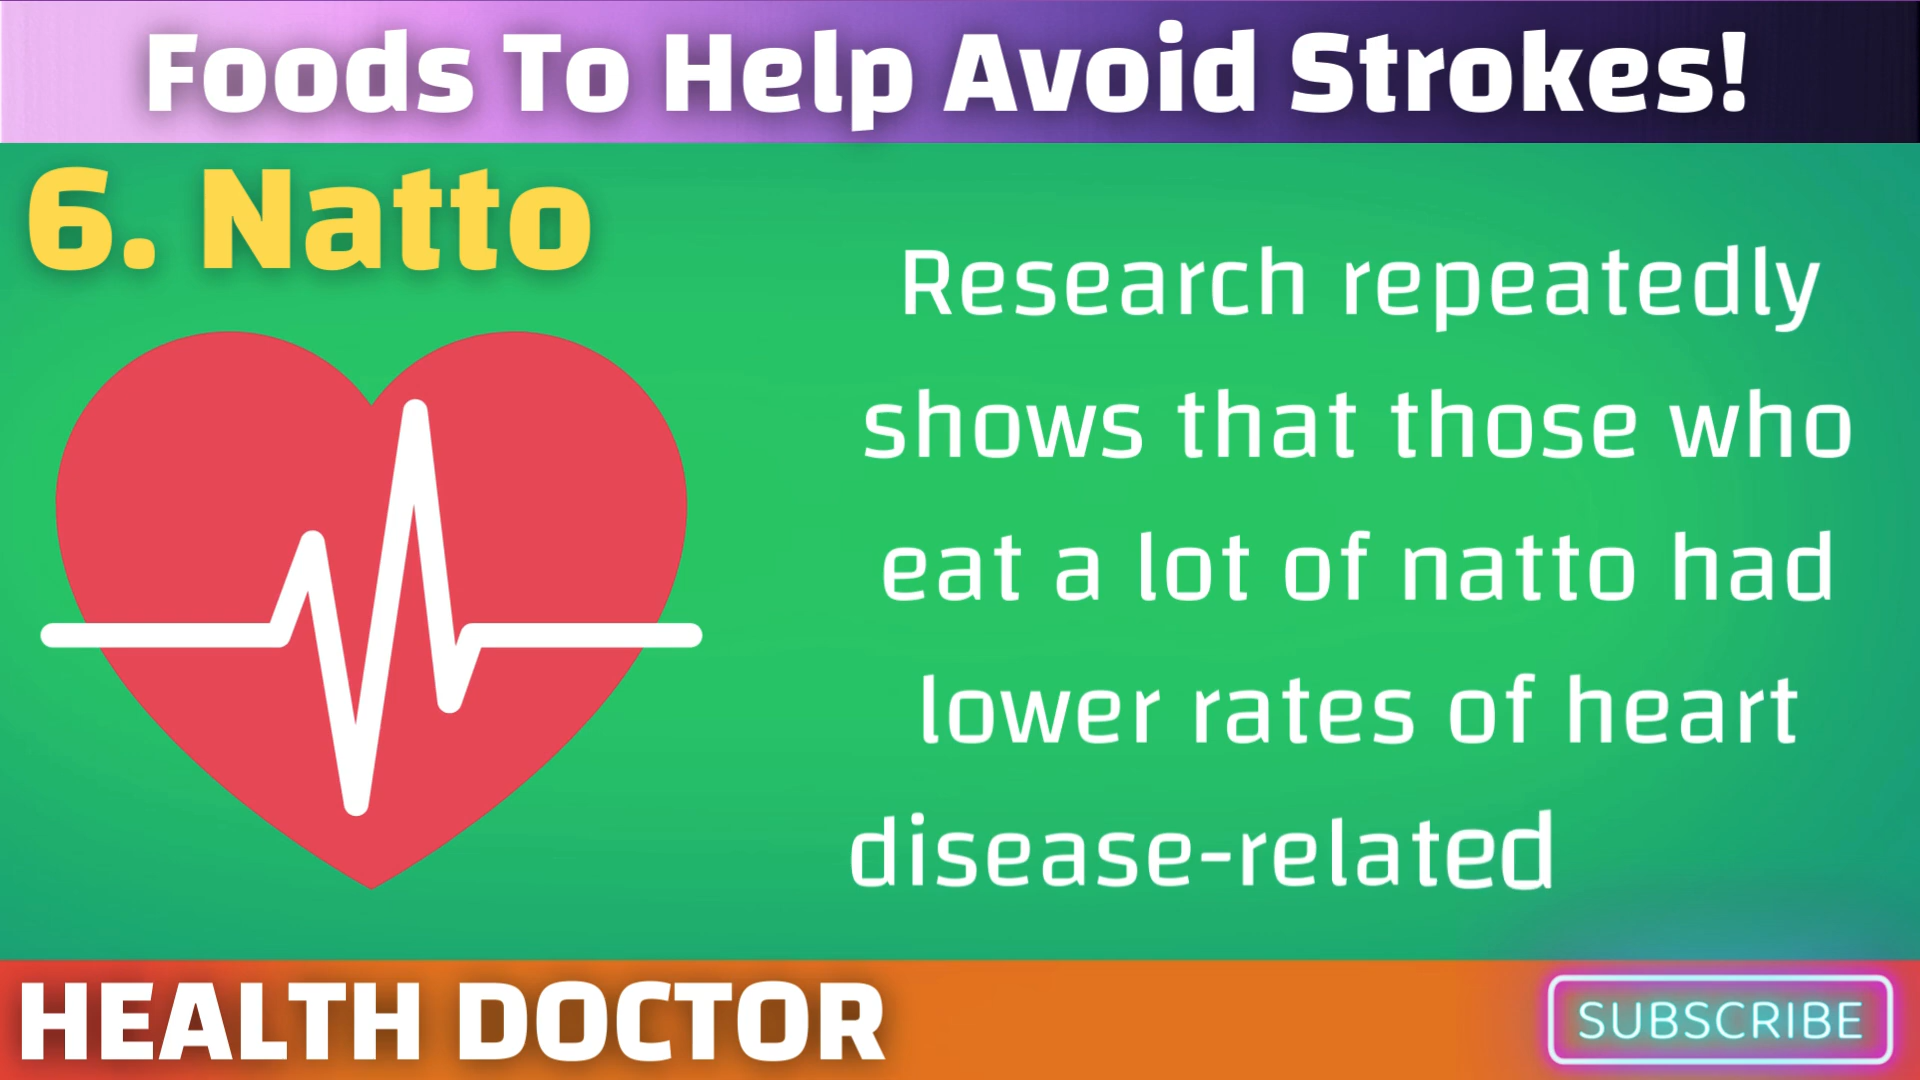 Foods To Help Avoid Strokes!
6. Natto
Research repeatedly
shows that those who
eat a lot of natto had
lower rates of heart
disease-related
HEALTH DOCTOR
SUBSCRIBE